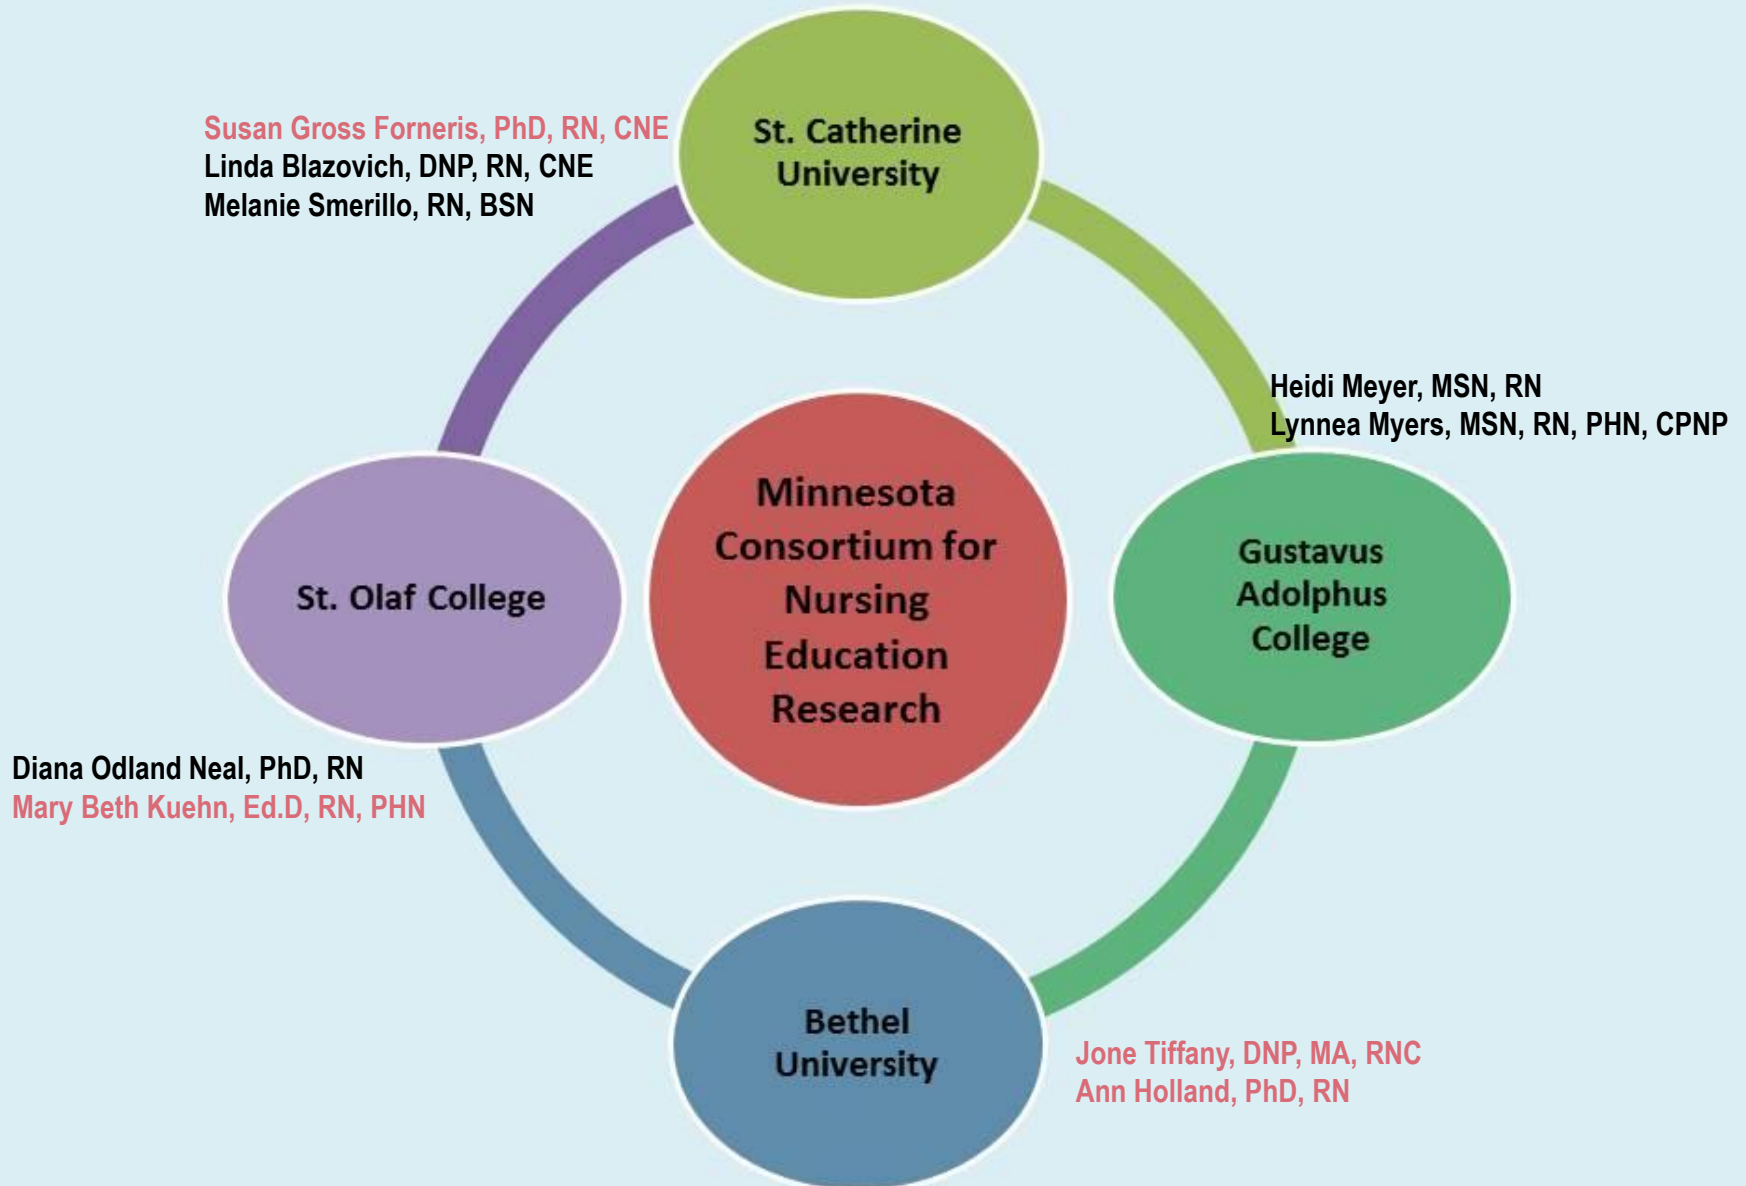 Susan Gross Forneris, PhD, RN, CNE
Linda Blazovich, DNP, RN, CNE
Melanie Smerillo, RN, BSN
St. Catherine
University
Heidi Meyer, MSN, RN
Lynnea Myers, MSN, RN, PHN, CPNP
St. Olaf College
Minnesota
Consortium for
Nursing
Education
Research
Gustavus
Adolphus
College
Diana Odland Neal, PhD, RN
Mary Beth Kuehn, Ed.D, RN, PHN
Bethel
University
Jone Tiffany, DNP, MA, RNC
Ann Holland, PhD, RN